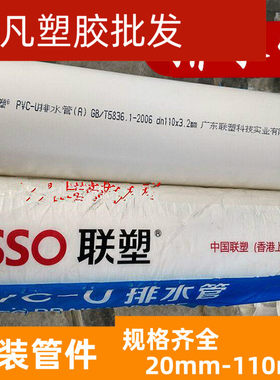 凡塑胶批发
塑® PVC-U排水管(A) GB/T5836.1-2006 dn110x3.2mm 广东联塑科技实业有
SSO 联塑
中国联塑 (香港上
VC-U 排水管
装管件
规格齐全
20mm-110m